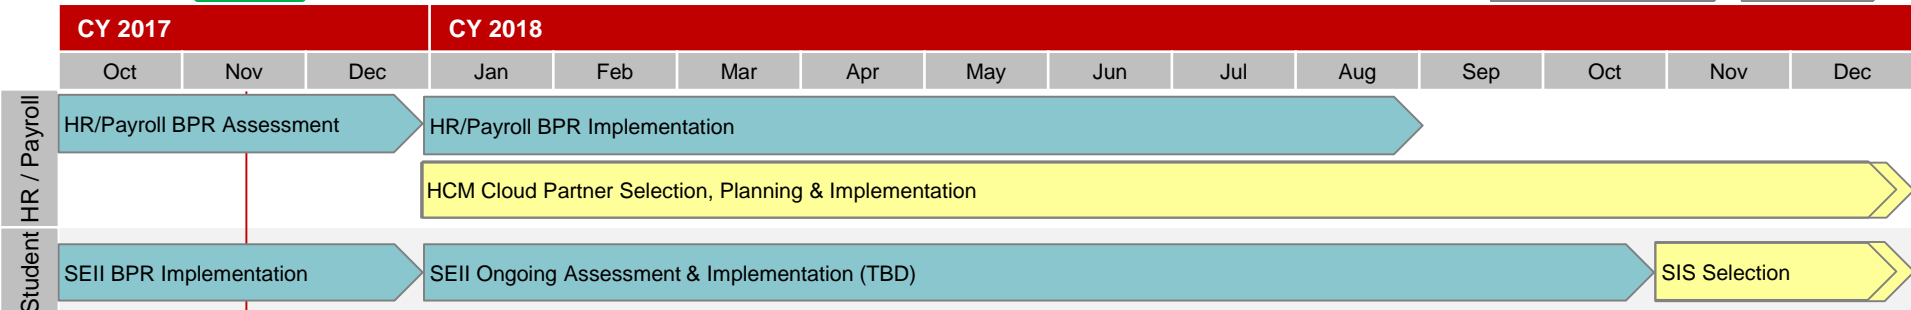 CY 2017
CY 2018
Oct
Nov
Dec
Jan
Feb
Mar
Apr
May
Jun
Jul
Aug
Sep
Oct
Nov
Dec
HR / Payroll
HR/Payroll BPR Assessment
HR/Payroll BPR Implementation
HCM Cloud Partner Selection, Planning & Implementation
Student
SEII BPR Implementation
SEII Ongoing Assessment & Implementation (TBD)
SIS Selection